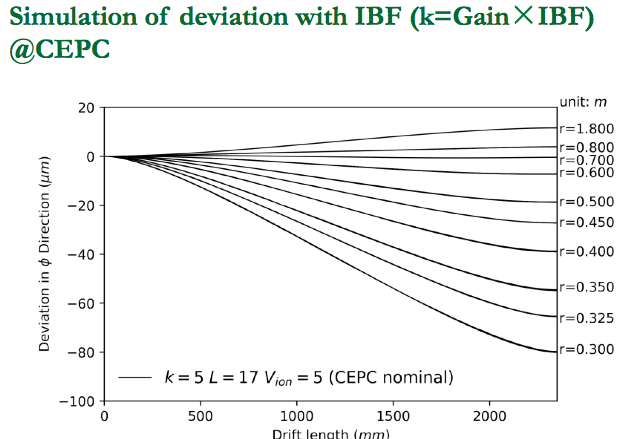 Simulation of deviation with IBF (k=Gain×IBF)
@CEPC
unit: m
20
0
−20
−40
−60
−80
−100
Deviation in ϕ Direction (μm)
r=1.800
r=0.800
r=0.700
r=0.600
r=0.500
r=0.450
r=0.400
r=0.350
r=0.325
r=0.300
k = 5 L = 17 V_ion = 5 (CEPC nominal)
0 500 1000 1500 2000
Drift length (mm)